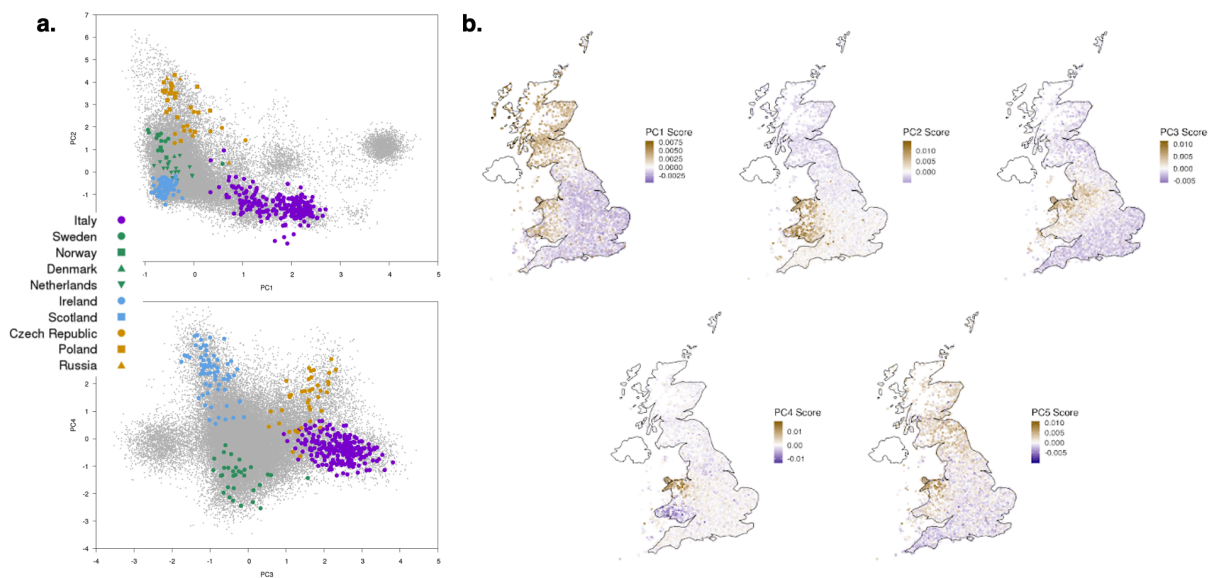 a.
7
6
5
4
3
2
1
0
-1
PC2
-1 0 1 2 3 4 5
PC1
Italy
Sweden
Norway
Denmark
Netherlands
Ireland
Scotland
Czech Republic
Poland
Russia
4
3
2
1
0
-1
-2
-3
-4
PC4
-4 -3 -2 -1 0 1 2 3 4 5
PC3
b.
PC1 Score
0.0075
0.0050
0.0025
0.0000
-0.0025
PC2 Score
0.010
0.005
0.000
PC3 Score
0.010
0.005
0.000
-0.005
PC4 Score
0.01
0.00
-0.01
PC5 Score
0.010
0.005
0.000
-0.005